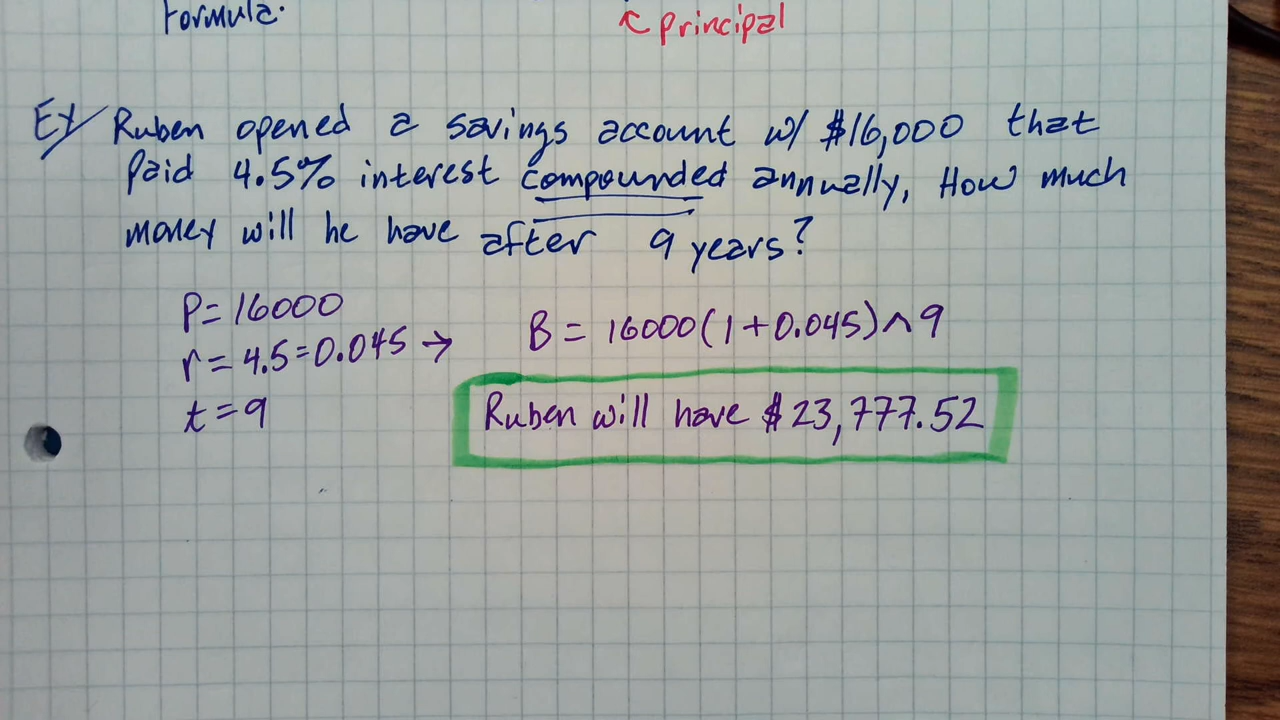 Formula.
principal
Ex Ruben opened a savings account w/ $16,000 that
paid 4.5% interest compounded annually, How much
money will he have after 9 years?
P=16000
r=4.5=0.045 → B = 16000(1+0.045)^9
t=9
Ruben will have $23,777.52